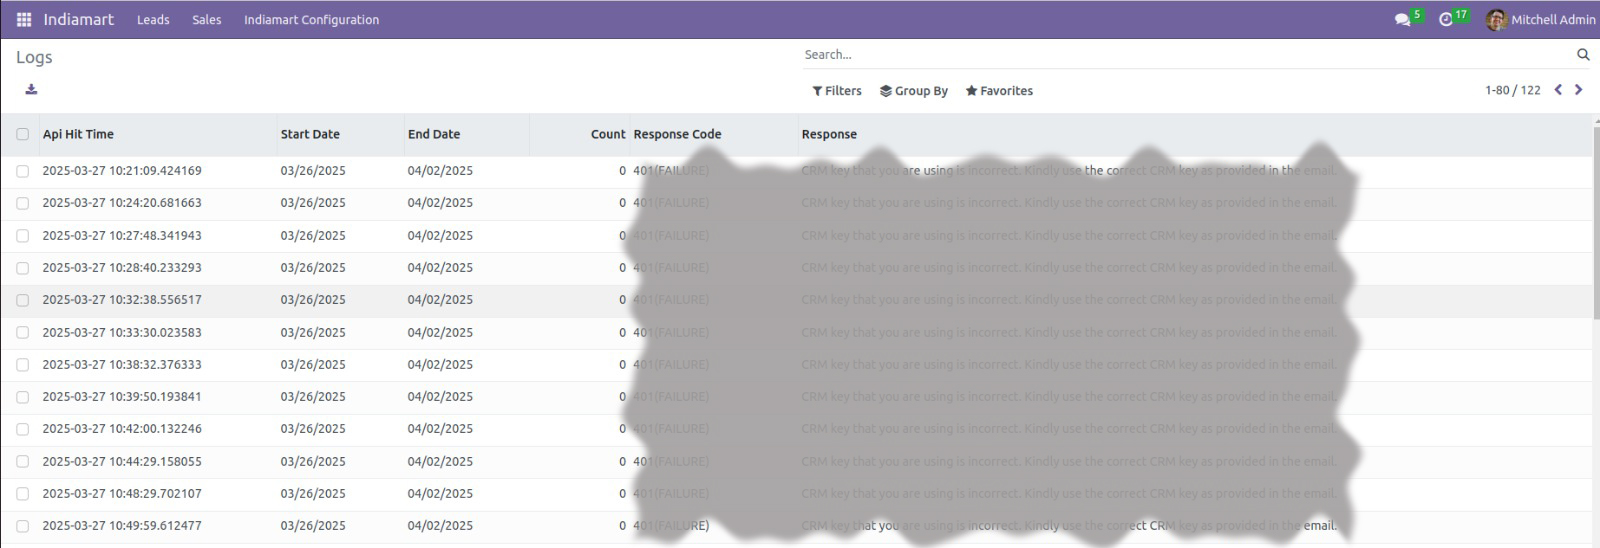 Indiamart Leads Sales Indiamart Configuration 5 17 Mitchell Admin
Logs Search...
Filters Group By Favorites 1-80 / 122
Api Hit Time Start Date End Date Count Response Code Response
2025-03-27 10:21:09.424169 03/26/2025 04/02/2025 0 401(FAILURE) CRM key that you are using is incorrect. Kindly use the correct CRM key as provided in the email.
2025-03-27 10:24:20.681663 03/26/2025 04/02/2025 0 401(FAILURE) CRM key that you are using is incorrect. Kindly use the correct CRM key as provided in the email.
2025-03-27 10:27:48.341943 03/26/2025 04/02/2025 0 401(FAILURE) CRM key that you are using is incorrect. Kindly use the correct CRM key as provided in the email.
2025-03-27 10:28:40.233293 03/26/2025 04/02/2025 0 401(FAILURE) CRM key that you are using is incorrect. Kindly use the correct CRM key as provided in the email.
2025-03-27 10:32:38.556517 03/26/2025 04/02/2025 0 401(FAILURE) CRM key that you are using is incorrect. Kindly use the correct CRM key as provided in the email.
2025-03-27 10:33:30.023583 03/26/2025 04/02/2025 0 401(FAILURE) CRM key that you are using is incorrect. Kindly use the correct CRM key as provided in the email.
2025-03-27 10:38:32.376333 03/26/2025 04/02/2025 0 401(FAILURE) CRM key that you are using is incorrect. Kindly use the correct CRM key as provided in the email.
2025-03-27 10:39:50.193841 03/26/2025 04/02/2025 0 401(FAILURE) CRM key that you are using is incorrect. Kindly use the correct CRM key as provided in the email.
2025-03-27 10:42:00.132246 03/26/2025 04/02/2025 0 401(FAILURE) CRM key that you are using is incorrect. Kindly use the correct CRM key as provided in the email.
2025-03-27 10:44:29.158055 03/26/2025 04/02/2025 0 401(FAILURE) CRM key that you are using is incorrect. Kindly use the correct CRM key as provided in the email.
2025-03-27 10:48:29.702107 03/26/2025 04/02/2025 0 401(FAILURE) CRM key that you are using is incorrect. Kindly use the correct CRM key as provided in the email.
2025-03-27 10:49:59.612477 03/26/2025 04/02/2025 0 401(FAILURE) CRM key that you are using is incorrect. Kindly use the correct CRM key as provided in the email.